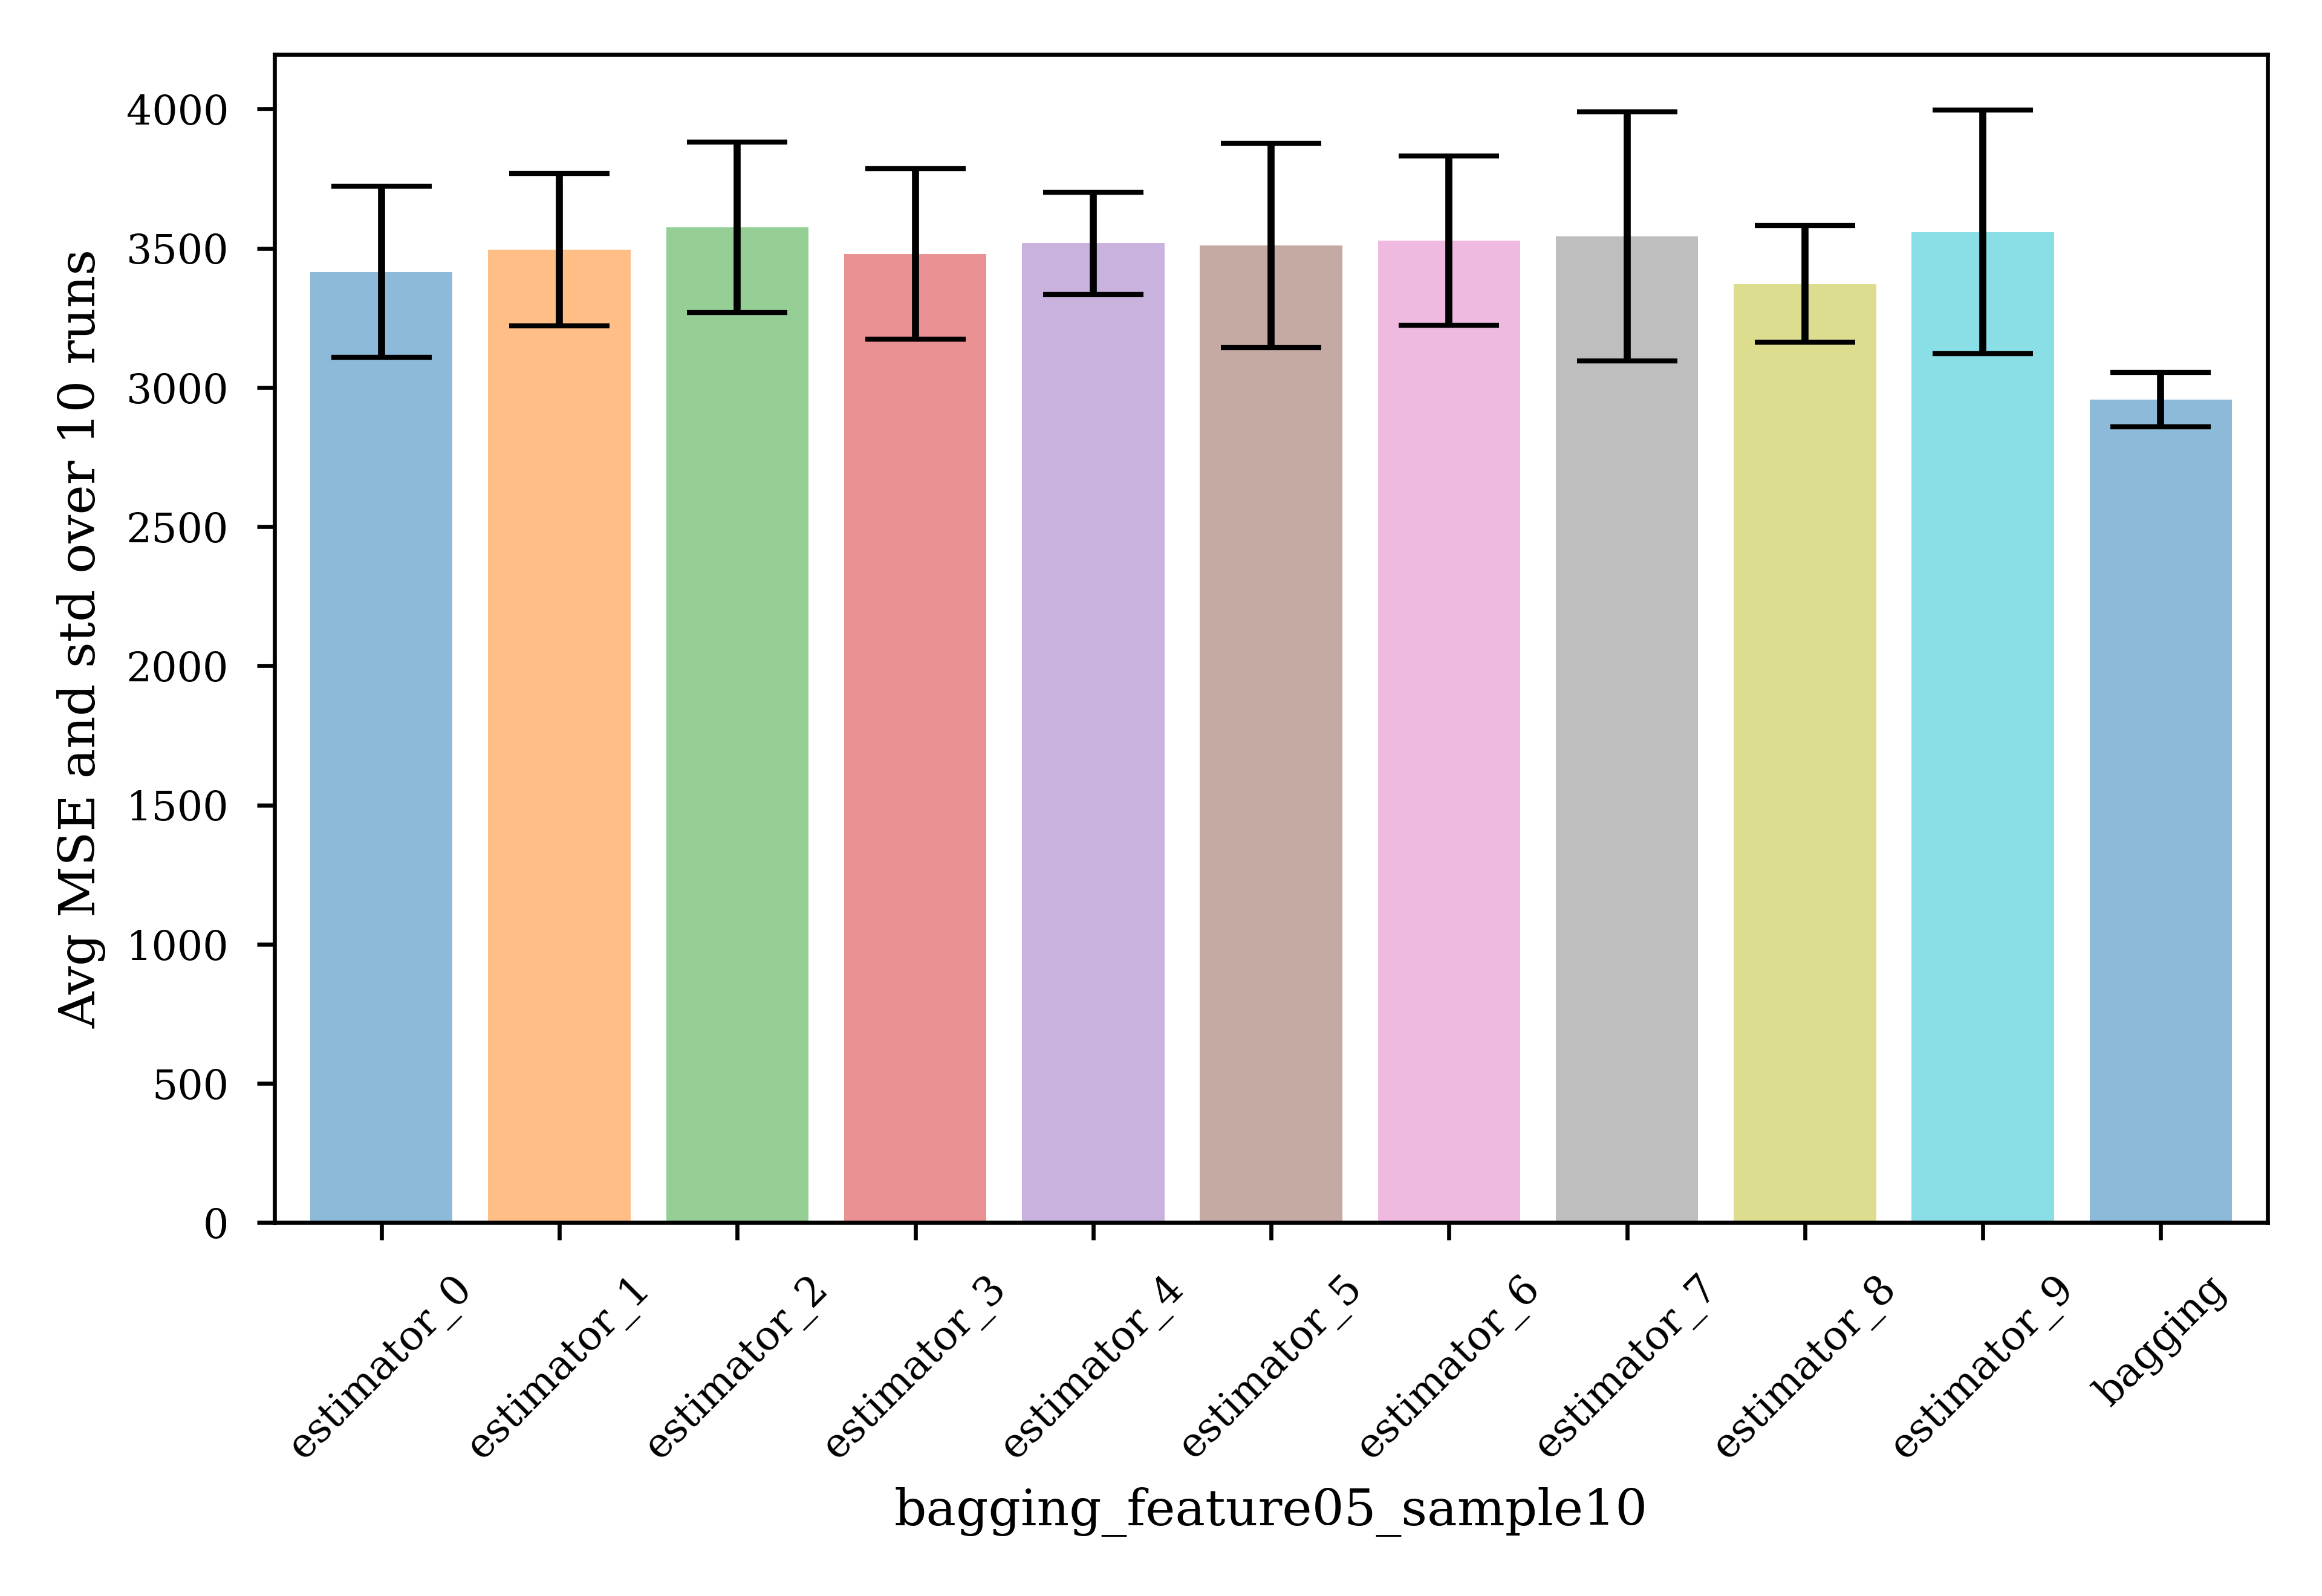 Avg MSE and std over 10 runs
4000
3500
3000
2500
2000
1500
1000
500
0
estimator_0
estimator_1
estimator_2
estimator_3
estimator_4
estimator_5
estimator_6
estimator_7
estimator_8
estimator_9
bagging
bagging_feature05_sample10